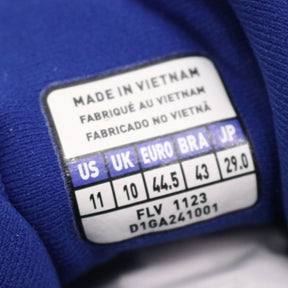 MADE IN VIETNAM
FABRIQUÉ AU VIETNAM
FABRICADO NO VIETNÃ
US UK EURO BRA JP
11 10 44.5 43 29.0
FLV 1123
D1GA241001